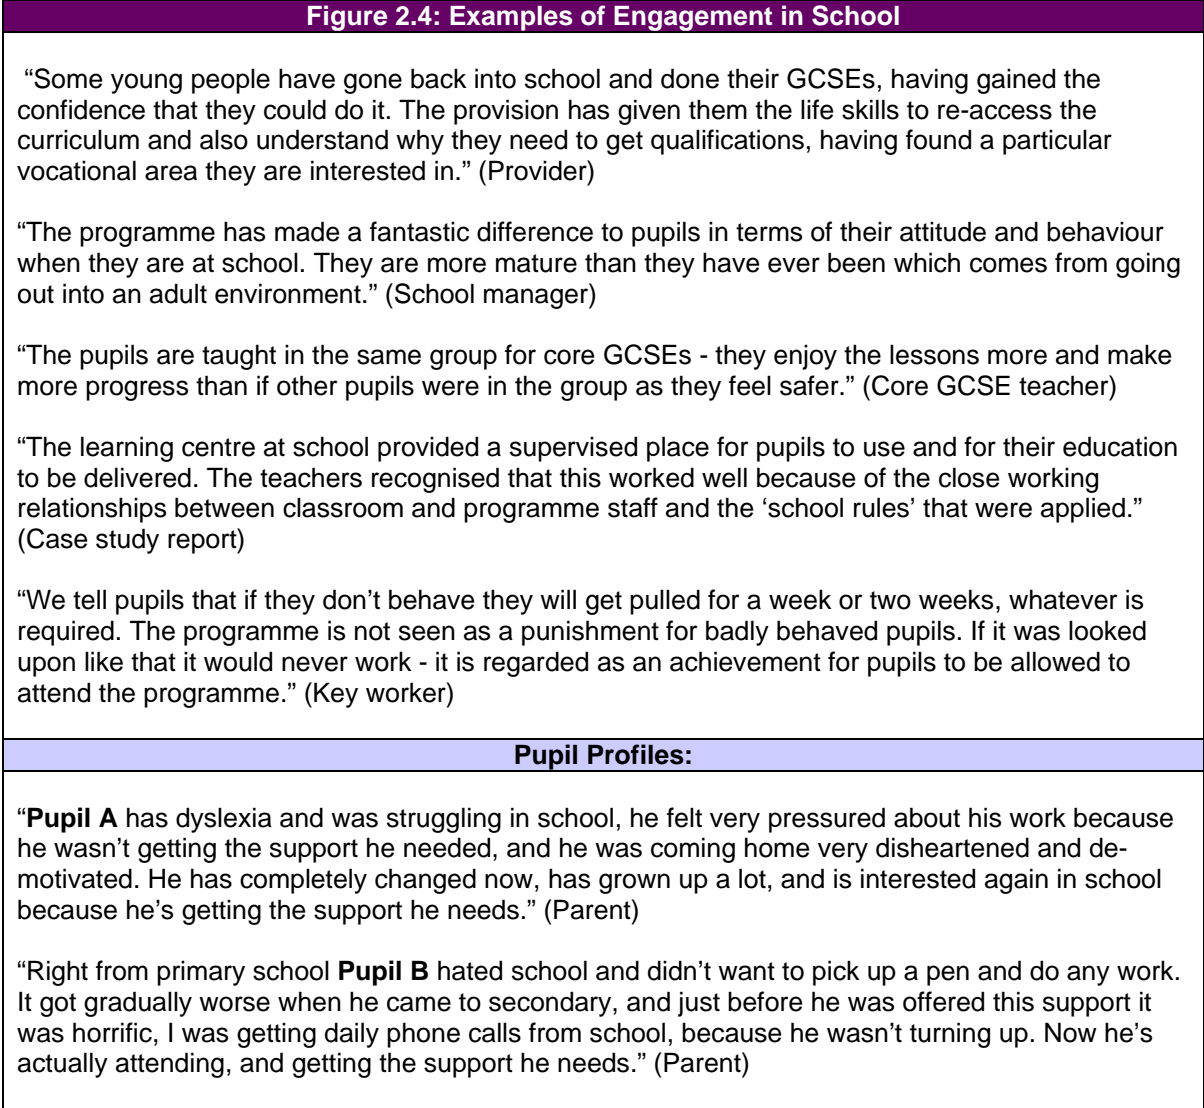 Figure 2.4: Examples of Engagement in School
“Some young people have gone back into school and done their GCSEs, having gained the
confidence that they could do it. The provision has given them the life skills to re-access the
curriculum and also understand why they need to get qualifications, having found a particular
vocational area they are interested in.” (Provider)
“The programme has made a fantastic difference to pupils in terms of their attitude and behaviour
when they are at school. They are more mature than they have ever been which comes from going
out into an adult environment.” (School manager)
“The pupils are taught in the same group for core GCSEs - they enjoy the lessons more and make
more progress than if other pupils were in the group as they feel safer.” (Core GCSE teacher)
“The learning centre at school provided a supervised place for pupils to use and for their education
to be delivered. The teachers recognised that this worked well because of the close working
relationships between classroom and programme staff and the ‘school rules’ that were applied.”
(Case study report)
“We tell pupils that if they don’t behave they will get pulled for a week or two weeks, whatever is
required. The programme is not seen as a punishment for badly behaved pupils. If it was looked
upon like that it would never work - it is regarded as an achievement for pupils to be allowed to
attend the programme.” (Key worker)
Pupil Profiles:
“Pupil A has dyslexia and was struggling in school, he felt very pressured about his work because
he wasn’t getting the support he needed, and he was coming home very disheartened and de-
motivated. He has completely changed now, has grown up a lot, and is interested again in school
because he’s getting the support he needs.” (Parent)
“Right from primary school Pupil B hated school and didn’t want to pick up a pen and do any work.
It got gradually worse when he came to secondary, and just before he was offered this support it
was horrific, I was getting daily phone calls from school, because he wasn’t turning up. Now he’s
actually attending, and getting the support he needs.” (Parent)